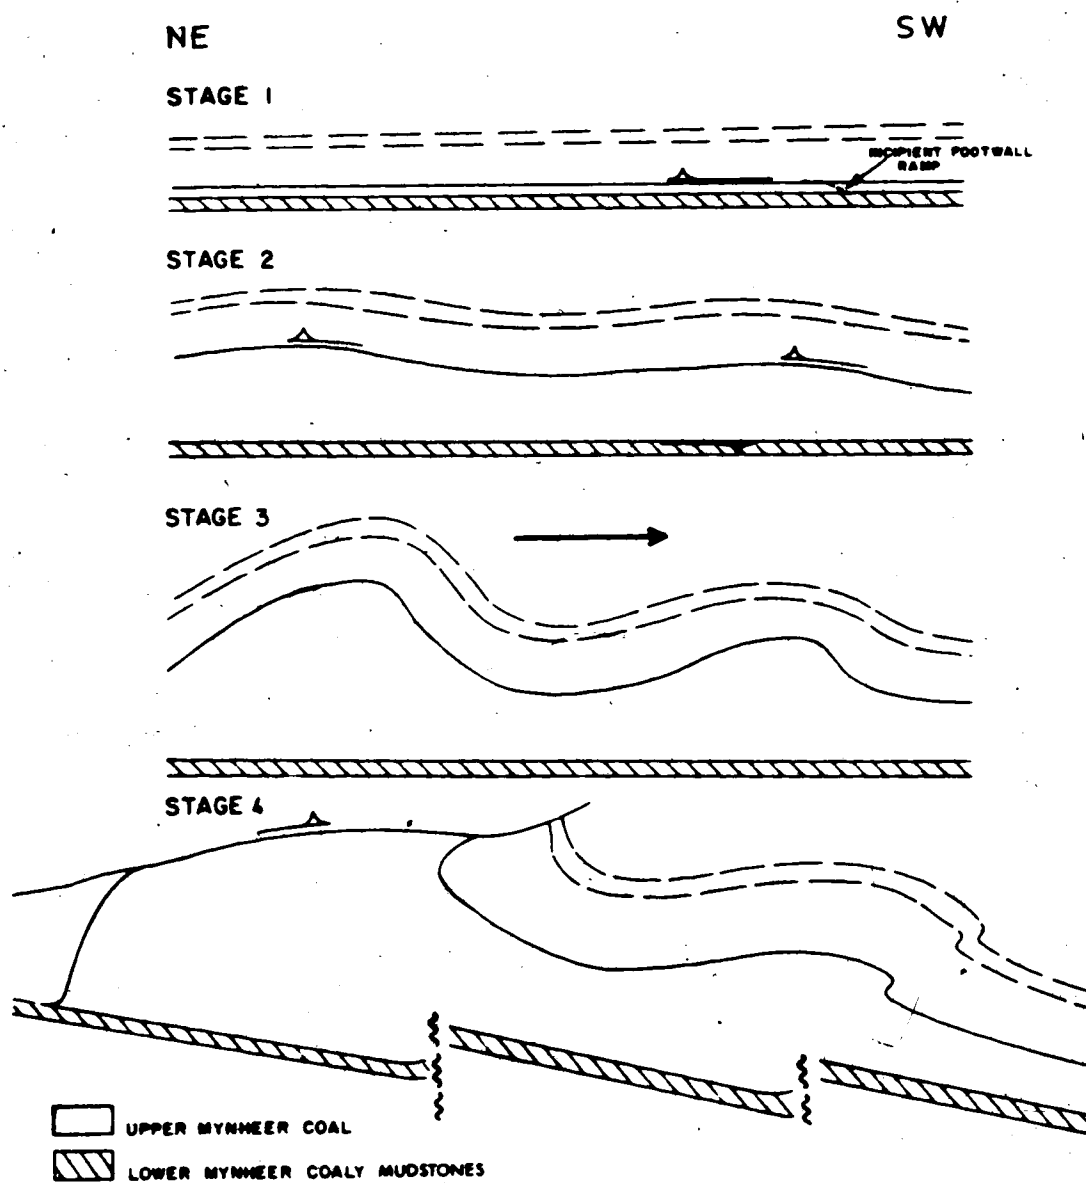 NE
SW
STAGE 1
INCIPIENT FOOTWALL
RAMP
STAGE 2
STAGE 3
STAGE 4
UPPER MYNHEER COAL
LOWER MYNHEER COALY MUDSTONES